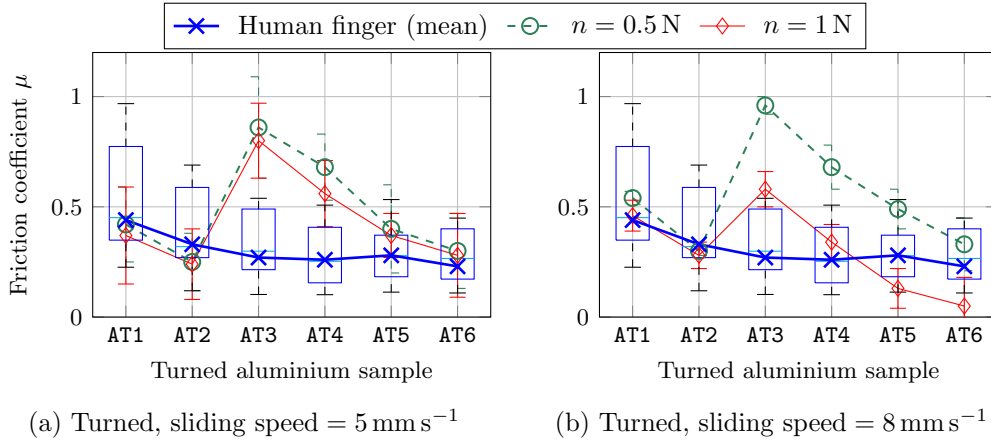 Human finger (mean) n = 0.5 N n = 1 N
Friction coefficient μ
1
0.5
0
AT1 AT2 AT3 AT4 AT5 AT6
Turned aluminium sample
(a) Turned, sliding speed = 5 mm s⁻¹
1
0.5
0
AT1 AT2 AT3 AT4 AT5 AT6
Turned aluminium sample
(b) Turned, sliding speed = 8 mm s⁻¹